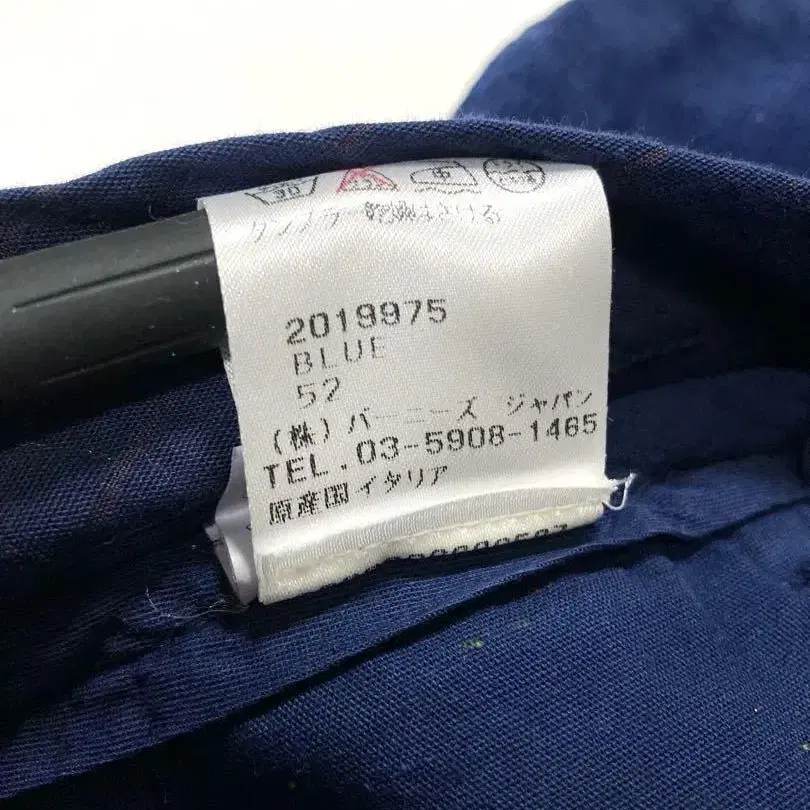 タンブラー乾燥はさける
2019975
BLUE
52
(株) バーニーズ ジャパン
TEL.03-5908-1465
原産国イタリア